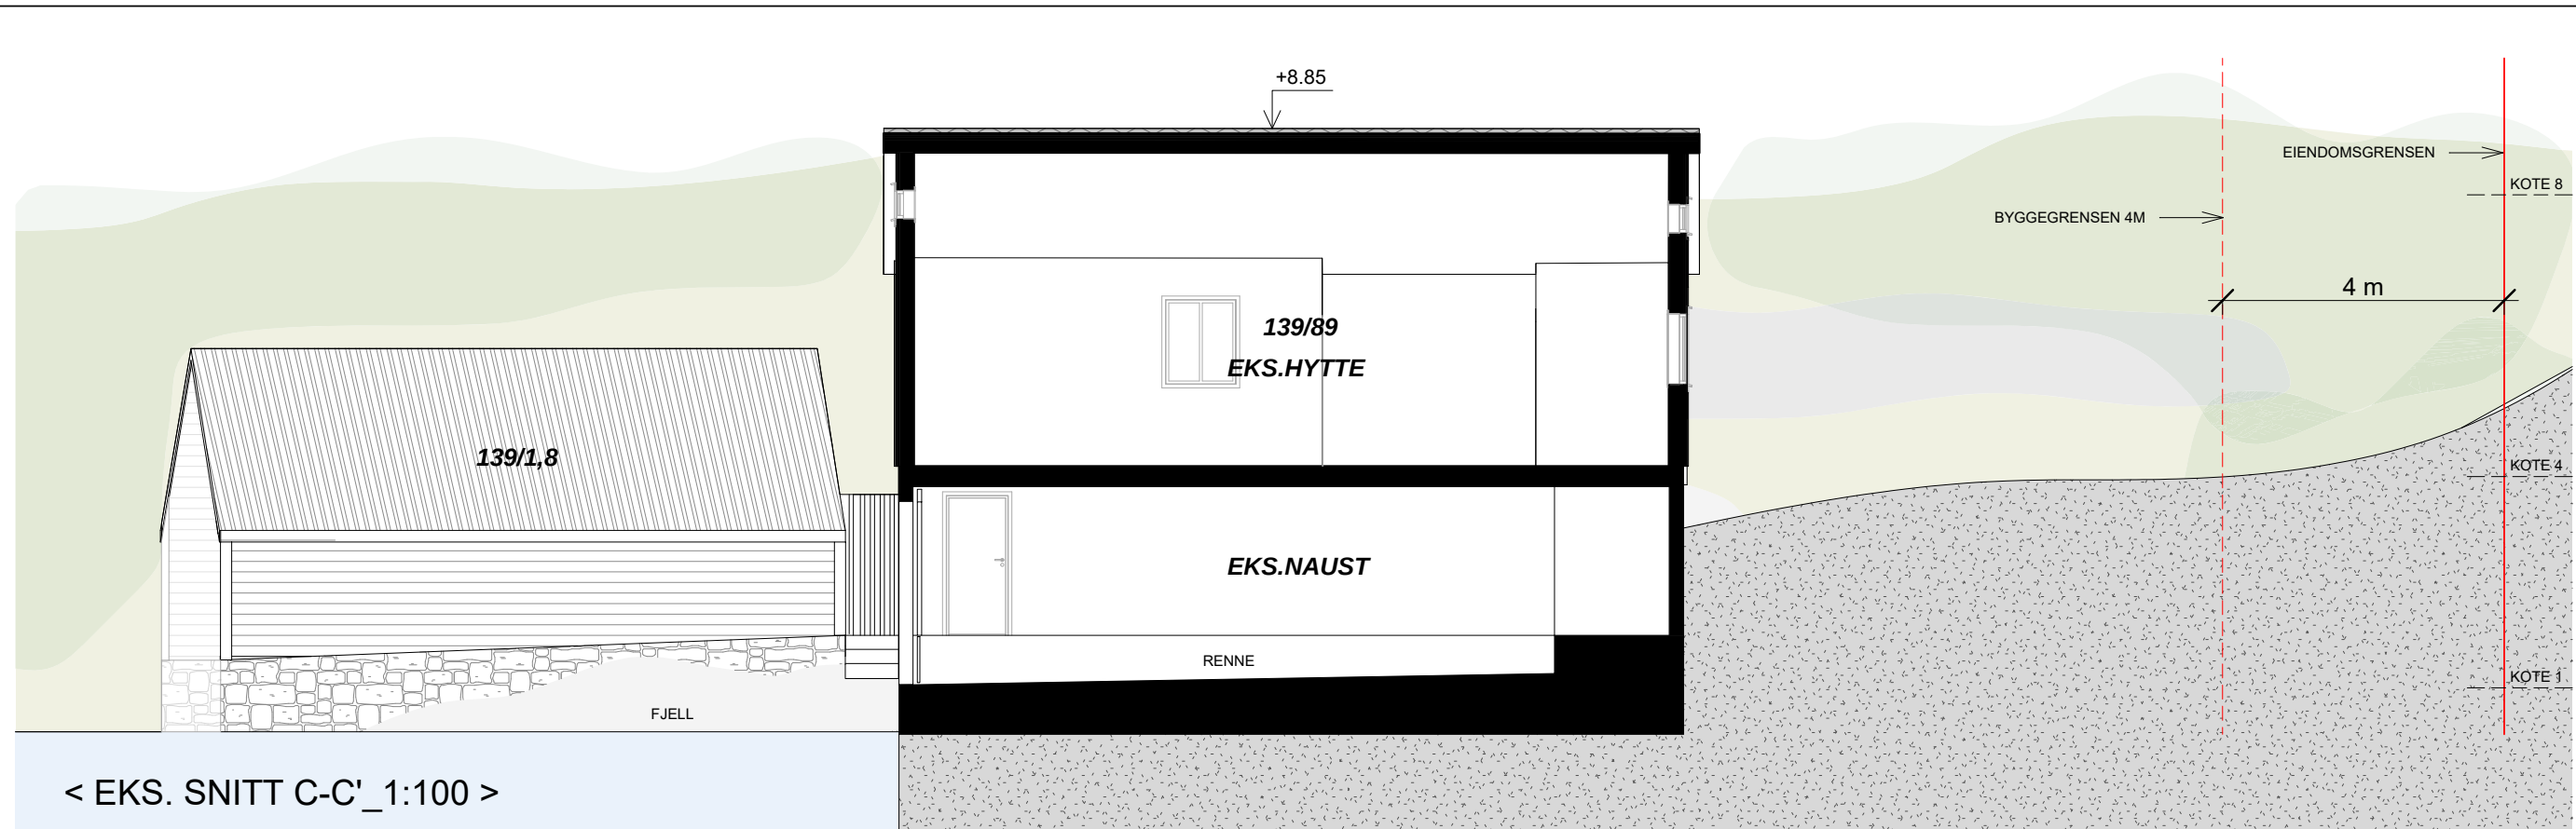 +8.85
EIENDOMSGRENSEN
KOTE 8
BYGGEGRENSEN 4M
4 m
139/89
EKS.HYTTE
139/1,8
KOTE 4
EKS.NAUST
RENNE
KOTE 1
FJELL
< EKS. SNITT C-C'_1:100 >